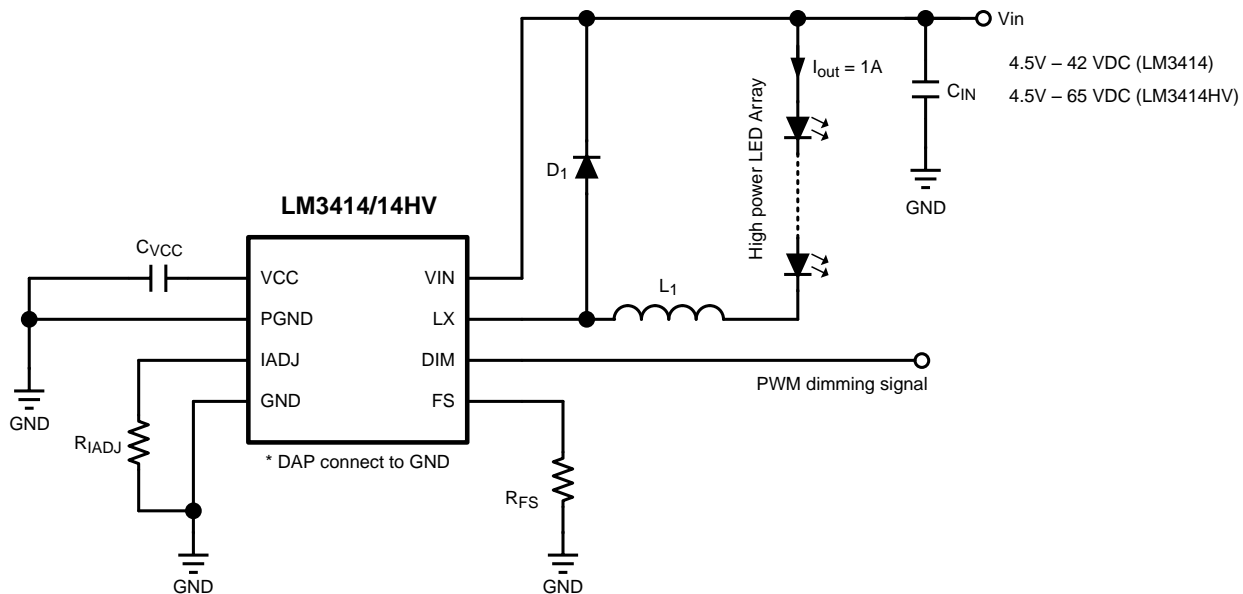 Vin
Iout = 1A
4.5V – 42 VDC (LM3414)
4.5V – 65 VDC (LM3414HV)
CIN
High power LED Array
D1
GND
LM3414/14HV
CVCC
VCC
VIN
L1
PGND
LX
IADJ
DIM
PWM dimming signal
GND
FS
GND
RIADJ
* DAP connect to GND
RFS
GND
GND